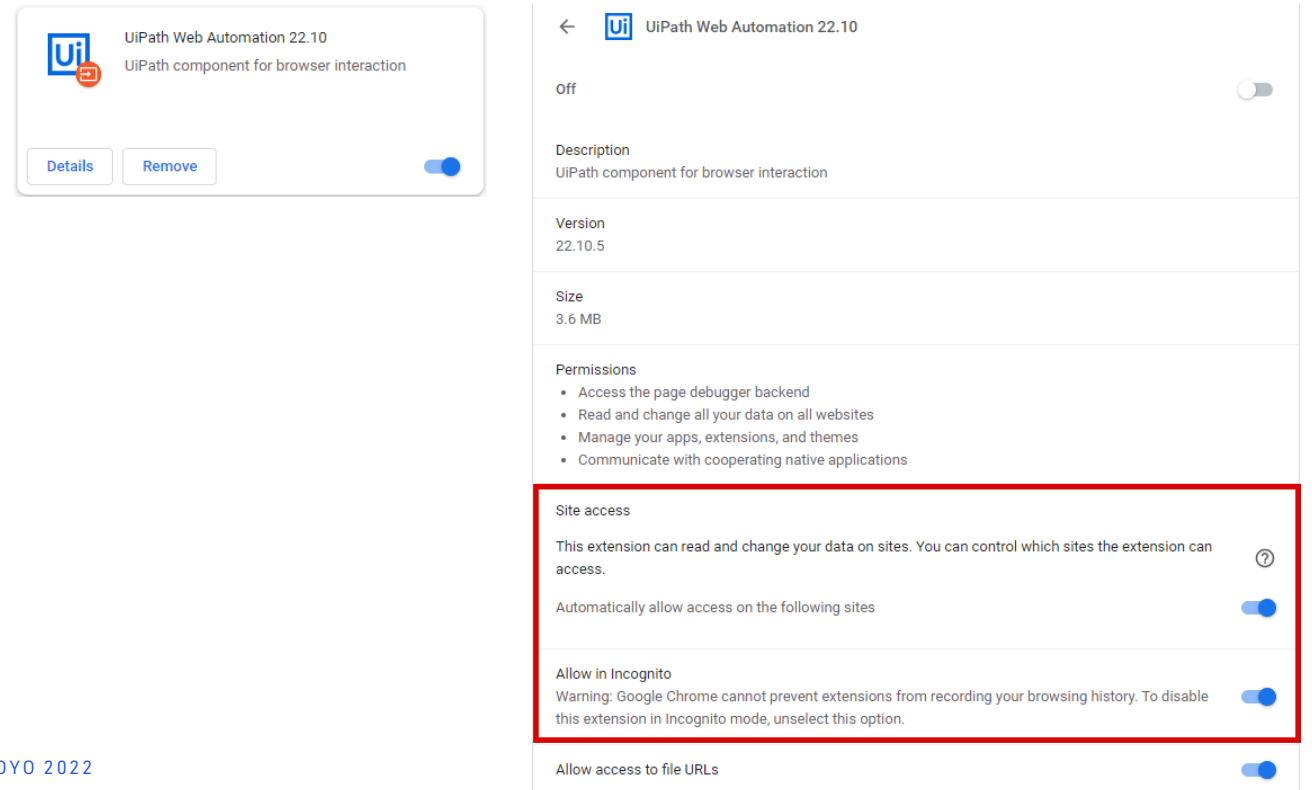 Ui
UiPath Web Automation 22.10
UiPath component for browser interaction
Details
Remove
Ui
UiPath Web Automation 22.10
Off
Description
UiPath component for browser interaction
Version
22.10.5
Size
3.6 MB
Permissions
• Access the page debugger backend
• Read and change all your data on all websites
• Manage your apps, extensions, and themes
• Communicate with cooperating native applications
Site access
This extension can read and change your data on sites. You can control which sites the extension can
access.
Automatically allow access on the following sites
Allow in Incognito
Warning: Google Chrome cannot prevent extensions from recording your browsing history. To disable
this extension in Incognito mode, unselect this option.
Allow access to file URLs
OYO 2022